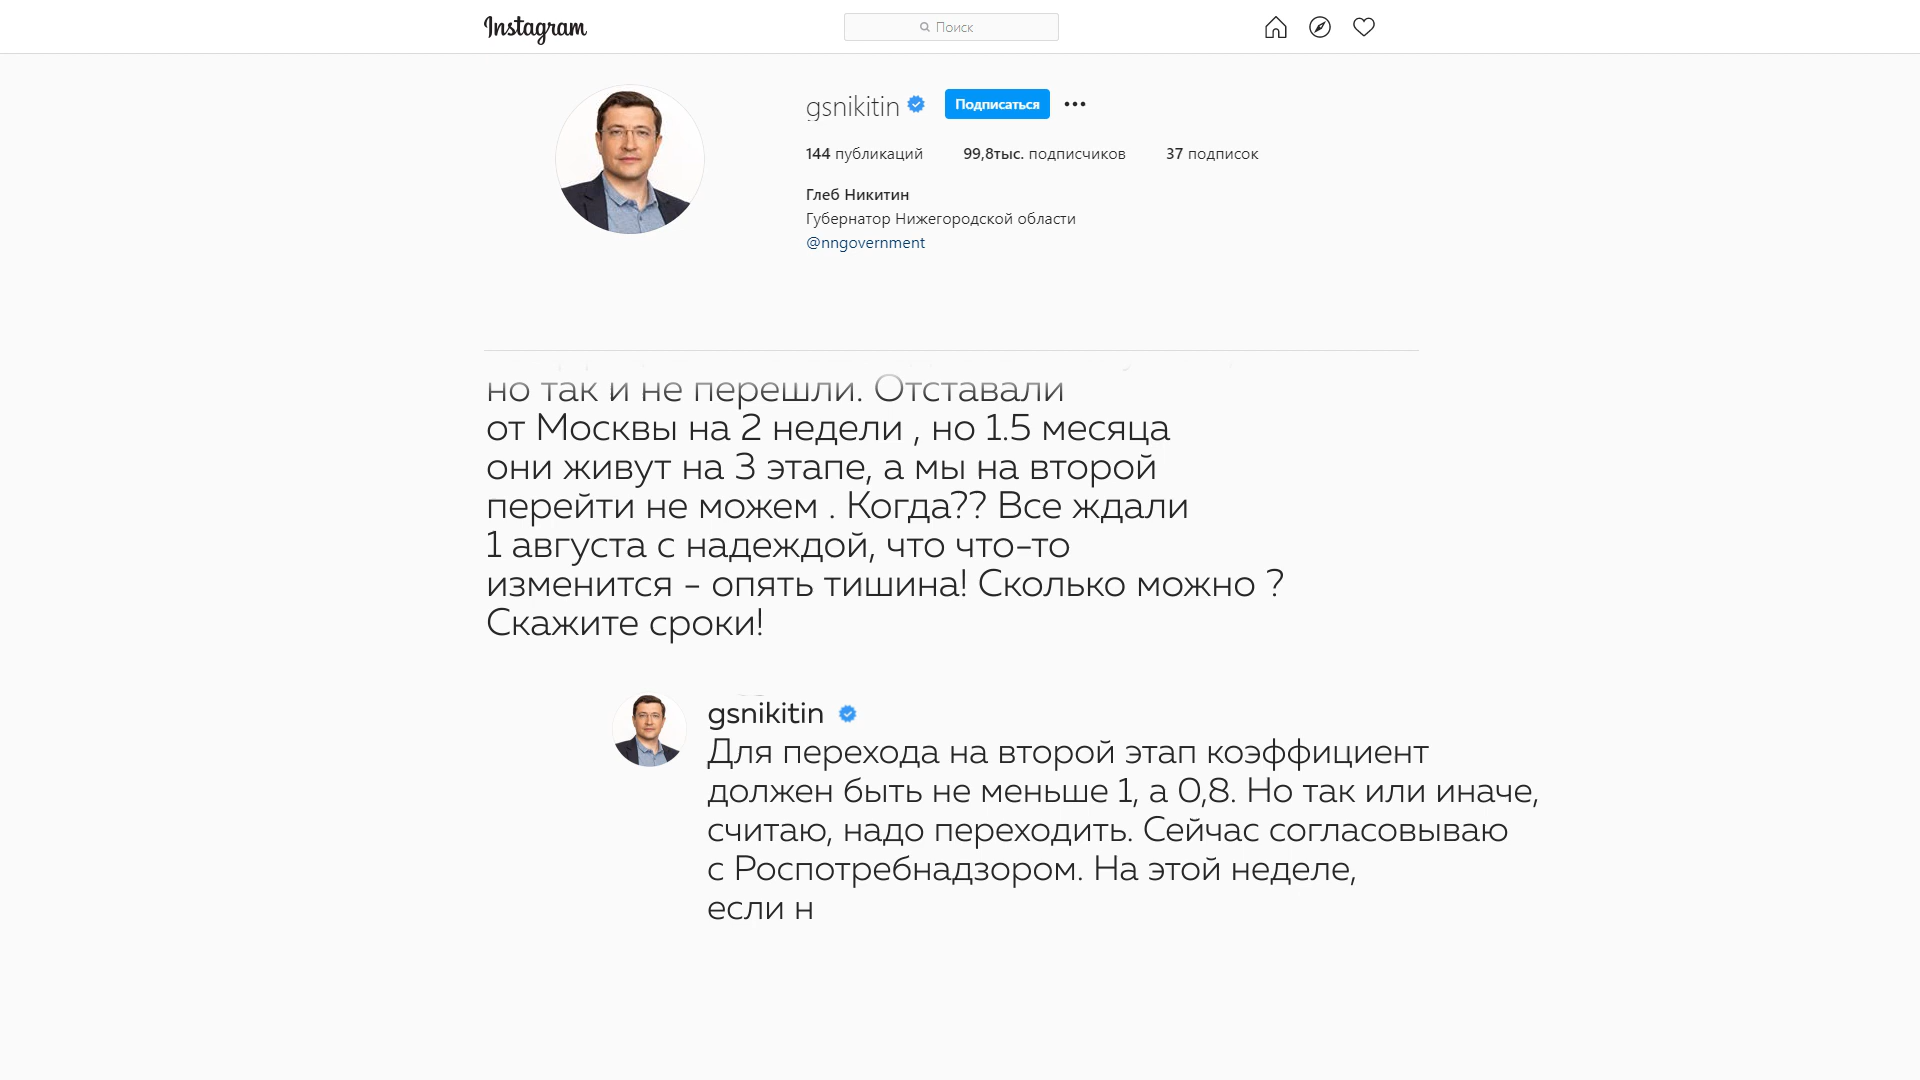 Instagram
Поиск
gsnikitin
Подписаться
144 публикаций 99,8тыс. подписчиков 37 подписок
Глеб Никитин
Губернатор Нижегородской области
@nngovernment
но так и не перешли. Отставали
от Москвы на 2 недели , но 1.5 месяца
они живут на 3 этапе, а мы на второй
перейти не можем . Когда?? Все ждали
1 августа с надеждой, что что-то
изменится - опять тишина! Сколько можно ?
Скажите сроки!
gsnikitin
Для перехода на второй этап коэффициент
должен быть не меньше 1, а 0,8. Но так или иначе,
считаю, надо переходить. Сейчас согласовываю
с Роспотребнадзором. На этой неделе,
если н